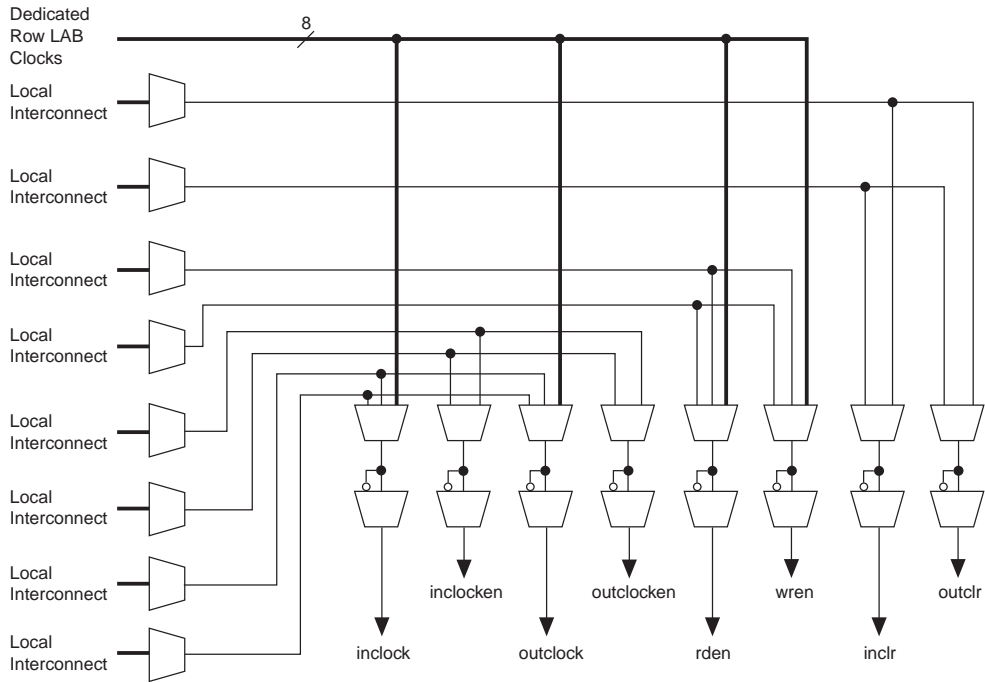 Dedicated
Row LAB
Clocks
8
Local
Interconnect
Local
Interconnect
Local
Interconnect
Local
Interconnect
Local
Interconnect
Local
Interconnect
Local
Interconnect
Local
Interconnect
inclocken
outclocken
wren
outclr
inclock
outclock
rden
inclr